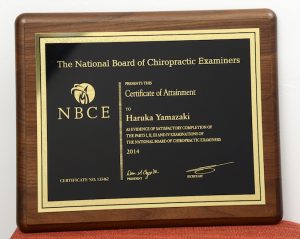 The National Board of Chiropractic Examiners
NBCE
PRESENTS THIS
Certificate of Attainment
TO
Haruka Yamazaki
AS EVIDENCE OF SATISFACTORY COMPLETION OF
THE PARTS I, II, III AND IV EXAMINATIONS OF
THE NATIONAL BOARD OF CHIROPRACTIC EXAMINERS
2014
PRESIDENT
SECRETARY
CERTIFICATE NO.